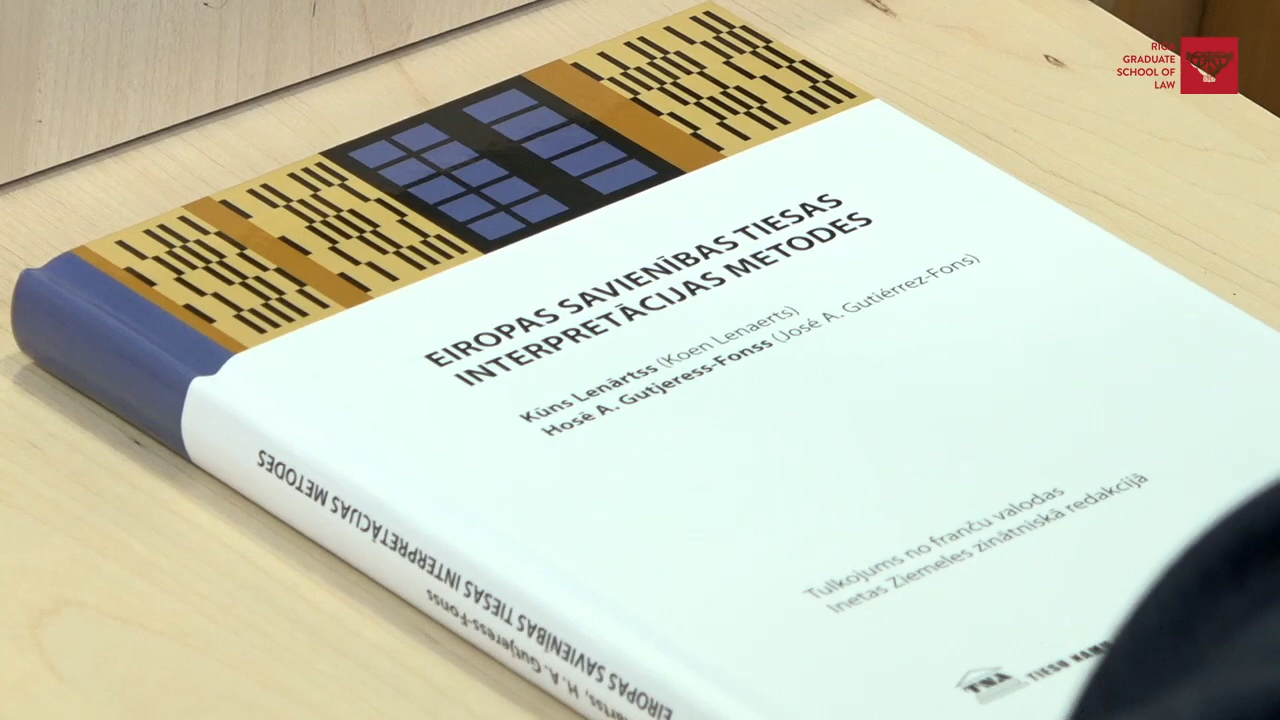 RIGA
GRADUATE
SCHOOL OF
LAW
EIROPAS SAVIENĪBAS TIESAS
INTERPRETĀCIJAS METODES
Kūns Lenārtss (Koen Lenaerts)
Hosē A. Gutjeress-Fonss (José A. Gutiérrez-Fons)
Tulkojums no franču valodas
Inetas Ziemeles zinātniskā redakcijā
TNA TIESU
EIROPAS SAVIENĪBAS TIESAS INTERPRETĀCIJAS METODES
H. A. Gutjeress-Fonss